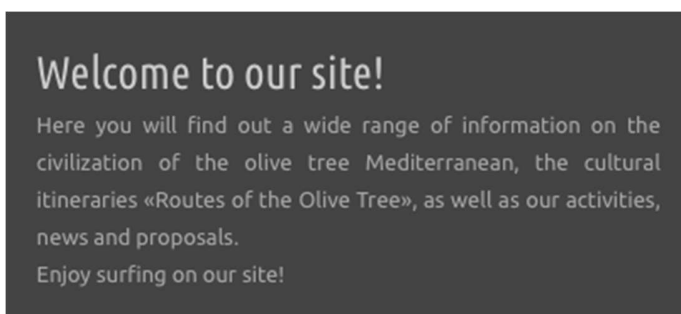 Welcome to our site!
Here you will find out a wide range of information on the
civilization of the olive tree Mediterranean, the cultural
itineraries «Routes of the Olive Tree», as well as our activities,
news and proposals.
Enjoy surfing on our site!